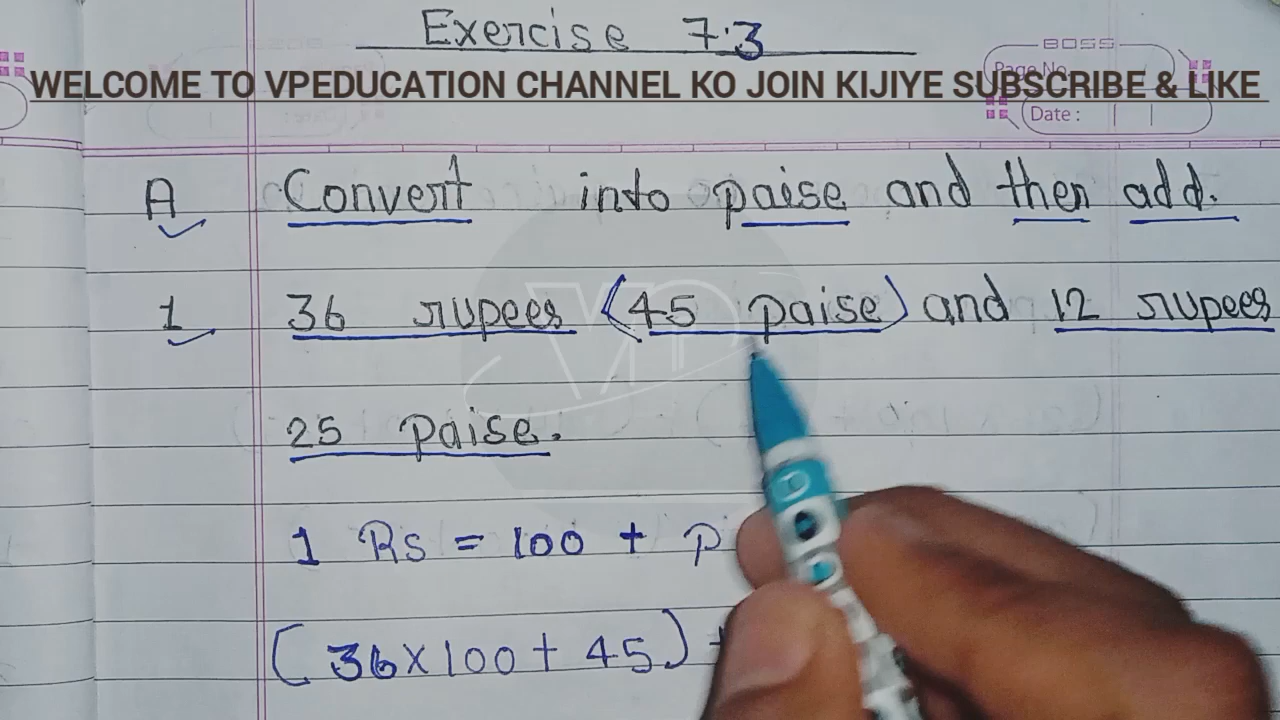 Exercise 7.3
BOSS
Page No.
WELCOME TO VPEDUCATION CHANNEL KO JOIN KIJIYE SUBSCRIBE & LIKE
Date :
A Convert into paise and then add.
1 36 rupees (45 paise) and 12 rupees
25 paise.
1 Rs = 100 + P
(36x100+ 45) +